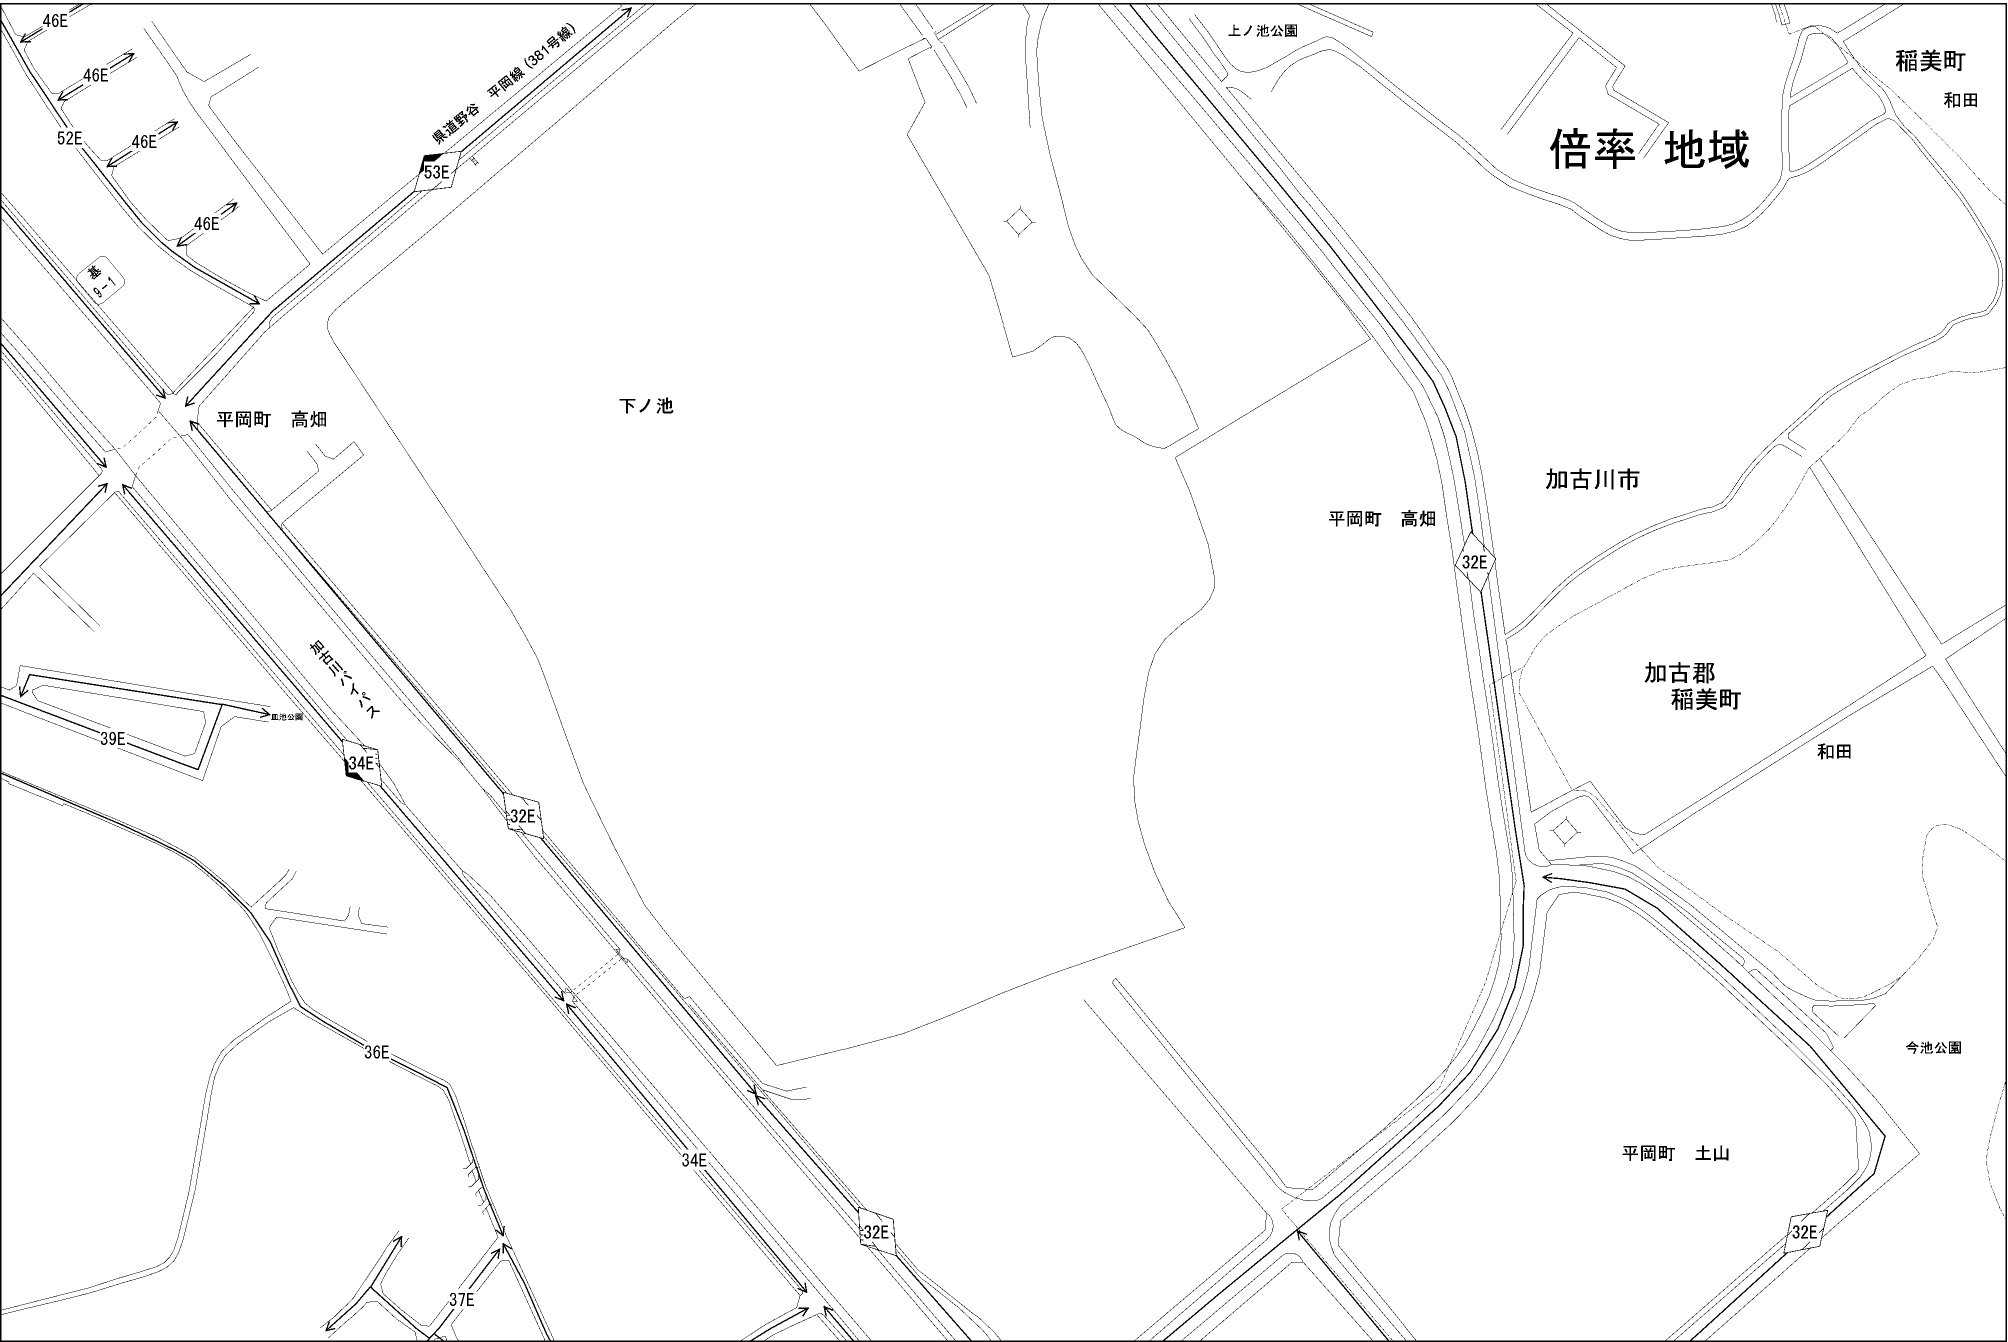 46E
上ノ池公園
県道野谷　平岡線(381号線)
稲美町
46E
和田
52E
46E
倍率　地域
53E
46E
基
9-1
下ノ池
平岡町　高畑
加古川市
平岡町　高畑
32E
加古川バイパス
加古郡
稲美町
皿池公園
39E
和田
34E
32E
36E
今池公園
平岡町　土山
34E
32E
32E
37E